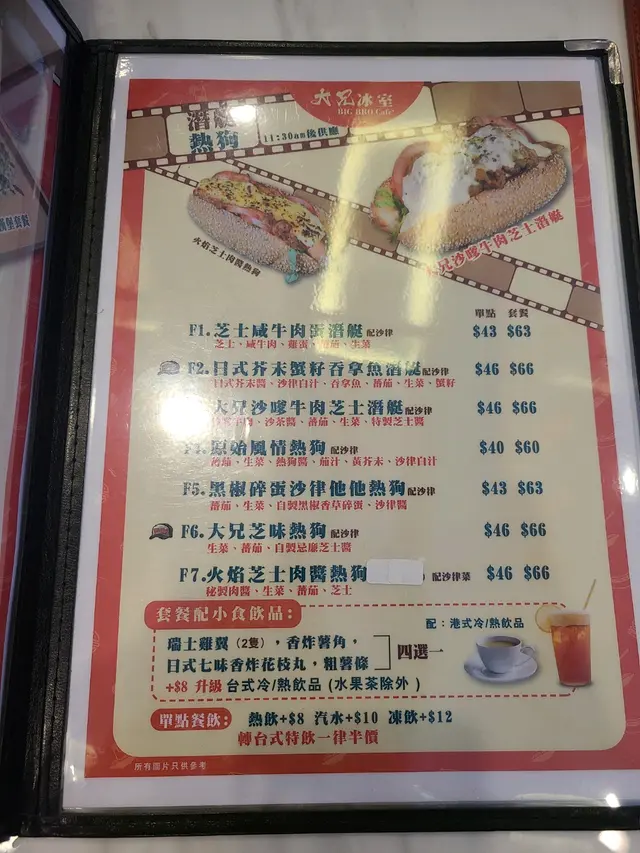 大兄冰室
BIG BRO Cafe
潛艇
熱狗
11:30am後供應
火焰芝士肉醬熱狗
大兄沙嗲牛肉芝士潛艇
單點 套餐
F1.芝士咸牛肉蛋潛艇 配沙律 $43 $63
芝士、咸牛肉、雞蛋、蕃茄、生菜
F2.日式芥末蟹籽吞拿魚潛艇 配沙律 $46 $66
日式芥末醬、沙律白汁、吞拿魚、蕃茄、生菜、蟹籽
大兄沙嗲牛肉芝士潛艇 配沙律 $46 $66
牛肉、沙茶醬、蕃茄、生菜、特製芝士醬
原始風情熱狗 配沙律 $40 $60
蕃茄、生菜、熱狗醬、茄汁、黃芥末、沙律白汁
F5.黑椒碎蛋沙律他他熱狗 配沙律 $43 $63
蕃茄、生菜、自製黑椒香草碎蛋、沙律醬
F6.大兄芝味熱狗 配沙律 $46 $66
生菜、蕃茄、自製忌廉芝士醬
F7.火焰芝士肉醬熱狗 ) 配沙律菜 $46 $66
秘製肉醬、生菜、蕃茄、芝士
套餐配小食飲品:
配：港式冷/熱飲品
瑞士雞翼（2隻），香炸薯角，
日式七味香炸花枝丸，粗薯條
四選一
+$8 升級 台式冷/熱飲品 (水果茶除外 )
單點餐飲: 熱飲+$8 汽水+$10 凍飲+$12
轉台式特飲一律半價
所有圖片只供參考